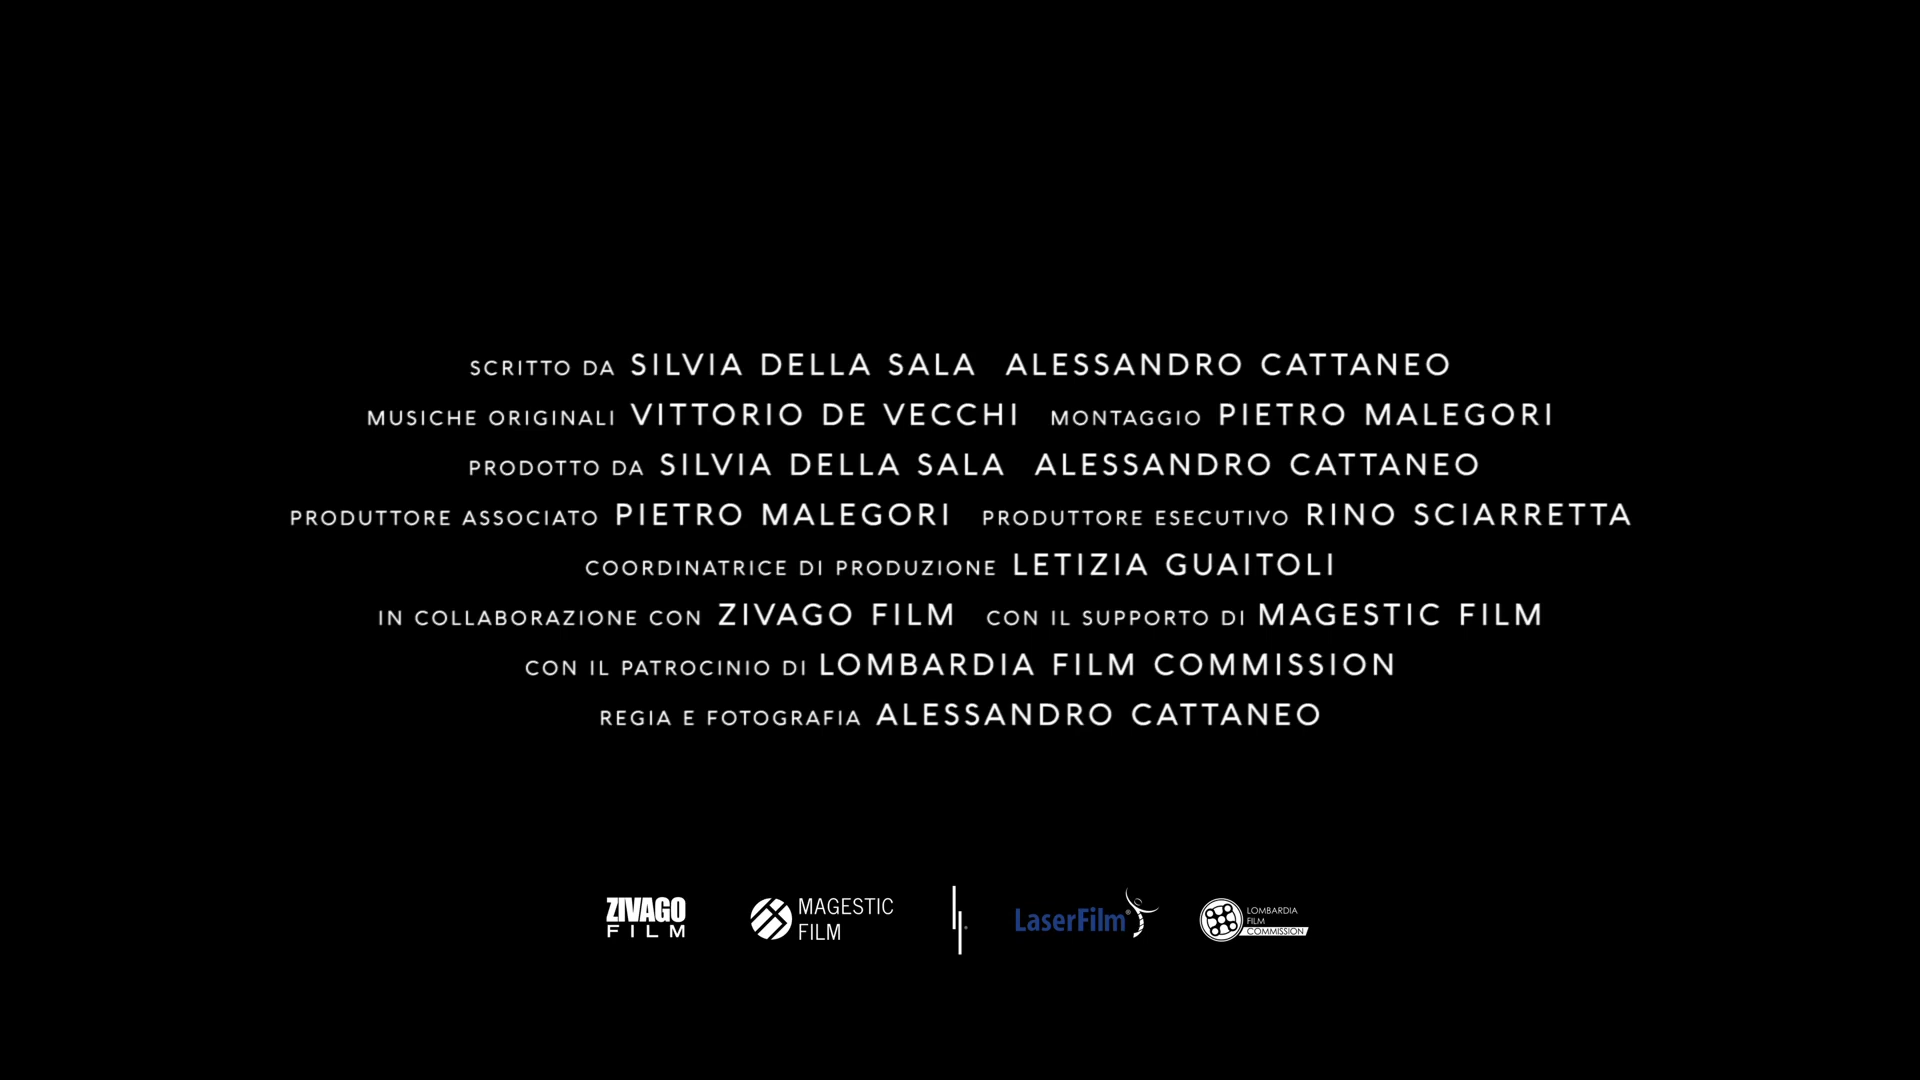 SCRITTO DA SILVIA DELLA SALA ALESSANDRO CATTANEO
MUSICHE ORIGINALI VITTORIO DE VECCHI MONTAGGIO PIETRO MALEGORI
PRODOTTO DA SILVIA DELLA SALA ALESSANDRO CATTANEO
PRODUTTORE ASSOCIATO PIETRO MALEGORI PRODUTTORE ESECUTIVO RINO SCIARRETTA
COORDINATRICE DI PRODUZIONE LETIZIA GUAITOLI
IN COLLABORAZIONE CON ZIVAGO FILM CON IL SUPPORTO DI MAGESTIC FILM
CON IL PATROCINIO DI LOMBARDIA FILM COMMISSION
REGIA E FOTOGRAFIA ALESSANDRO CATTANEO
ZIVAGO
FILM
MAGESTIC
FILM
LaserFilm®
LOMBARDIA
FILM
COMMISSION